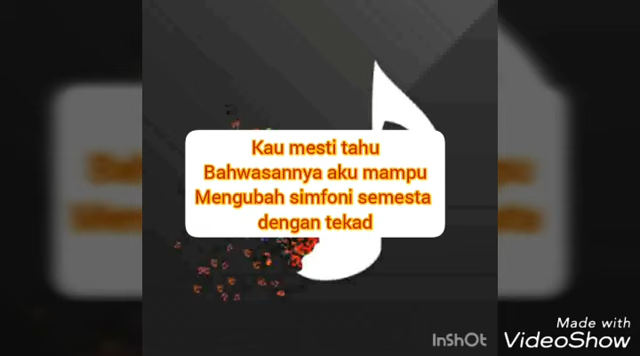 Kau mesti tahu
Bahwasannya aku mampu
Mengubah simfoni semesta
dengan tekad
InShOt
Made with
VideoShow